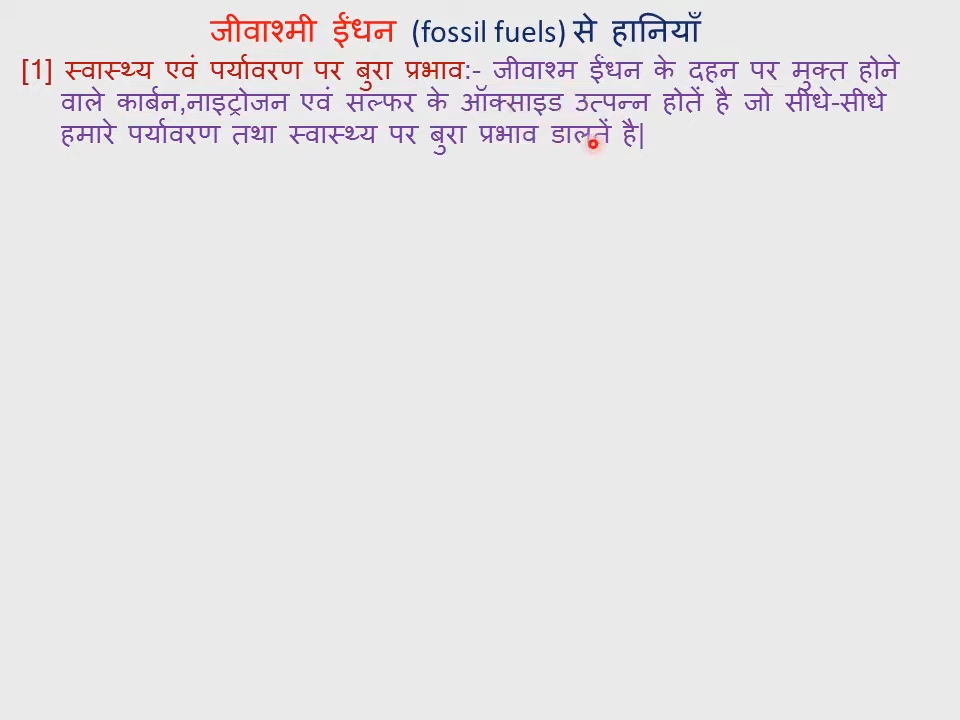 जीवाश्मी ईंधन (fossil fuels) से हानियाँ
[1] स्वास्थ्य एवं पर्यावरण पर बुरा प्रभाव:- जीवाश्म ईंधन के दहन पर मुक्त होने
वाले कार्बन,नाइट्रोजन एवं सल्फर के ऑक्साइड उत्पन्न होतें है जो सीधे-सीधे
हमारे पर्यावरण तथा स्वास्थ्य पर बुरा प्रभाव डालतें है|